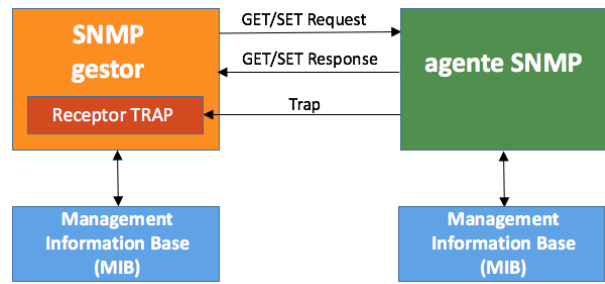 SNMP
gestor
Receptor TRAP
GET/SET Request
GET/SET Response
Trap
agente SNMP
Management
Information Base
(MIB)
Management
Information Base
(MIB)